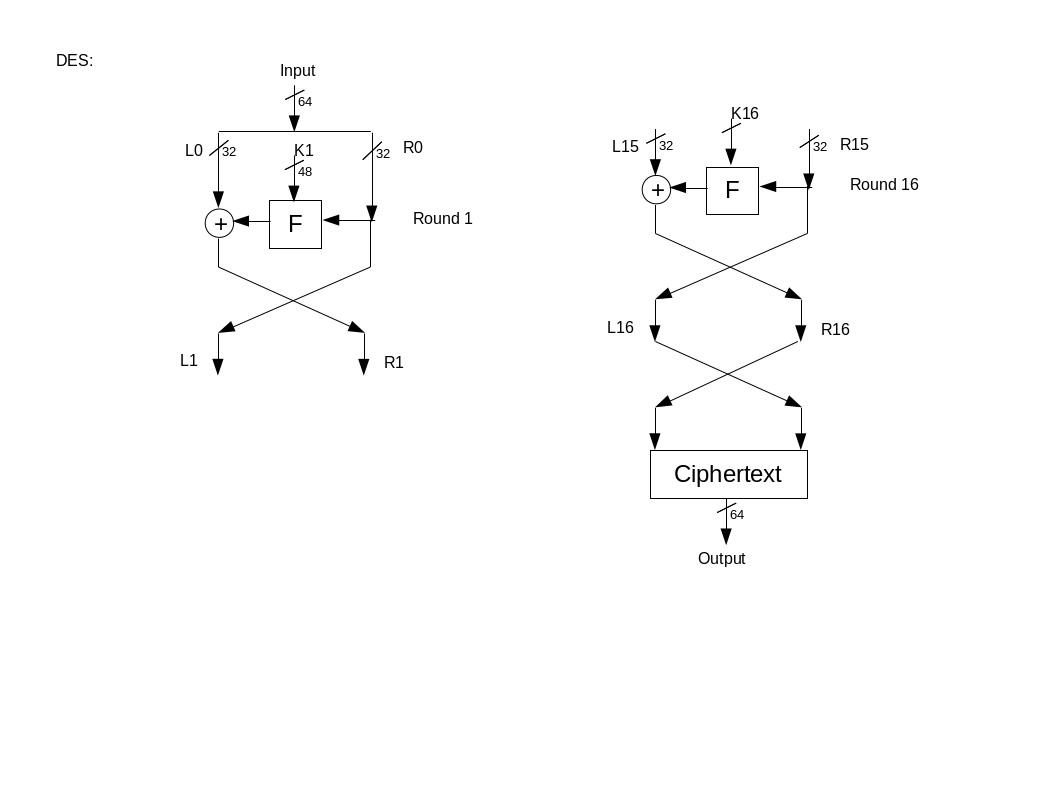 DES:
Input
64
L0
32
K1
48
32
R0
+
F
Round 1
L1
R1
K16
L15
32
32
R15
+
F
Round 16
L16
R16
Ciphertext
64
Output